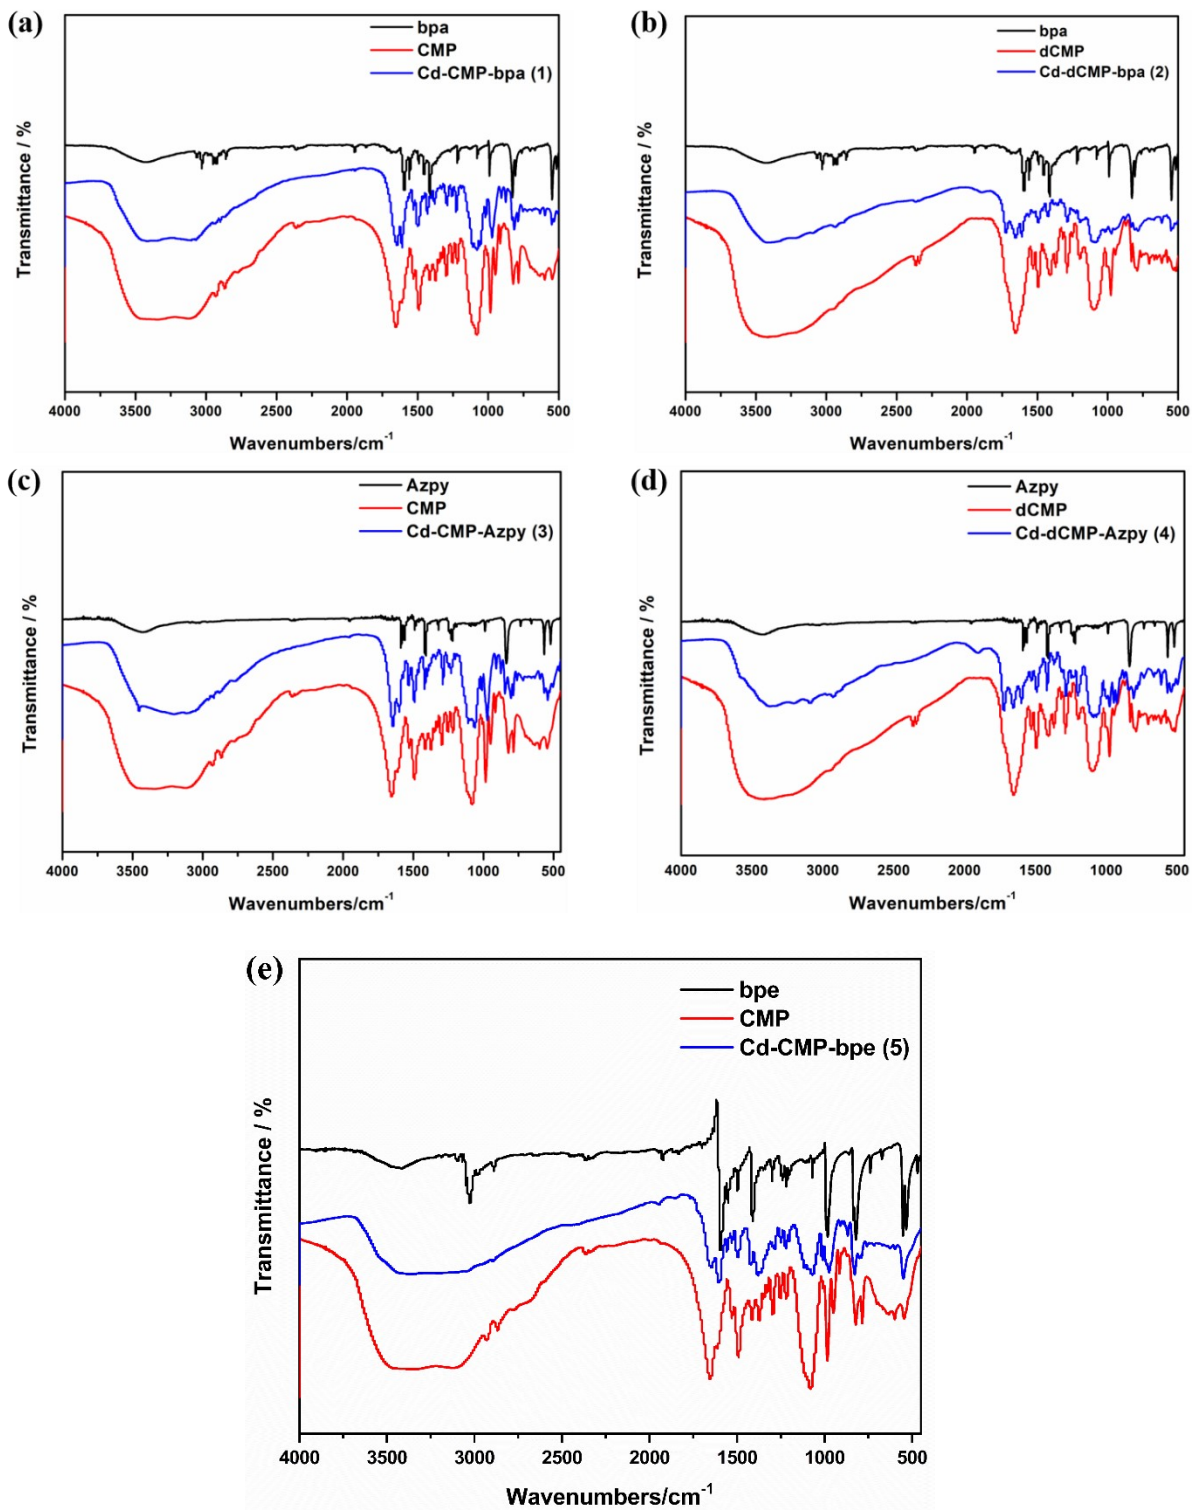 (a)
bpa
CMP
Cd-CMP-bpa (1)
Transmittance / %
4000 3500 3000 2500 2000 1500 1000 500
Wavenumbers/cm⁻¹
(b)
bpa
dCMP
Cd-dCMP-bpa (2)
Transmittance / %
4000 3500 3000 2500 2000 1500 1000 500
Wavenumbers/cm⁻¹
(c)
Azpy
CMP
Cd-CMP-Azpy (3)
Transmittance / %
4000 3500 3000 2500 2000 1500 1000 500
Wavenumbers/cm⁻¹
(d)
Azpy
dCMP
Cd-dCMP-Azpy (4)
Transmittance / %
4000 3500 3000 2500 2000 1500 1000 500
Wavenumbers/cm⁻¹
(e)
bpe
CMP
Cd-CMP-bpe (5)
Transmittance / %
4000 3500 3000 2500 2000 1500 1000 500
Wavenumbers/cm⁻¹